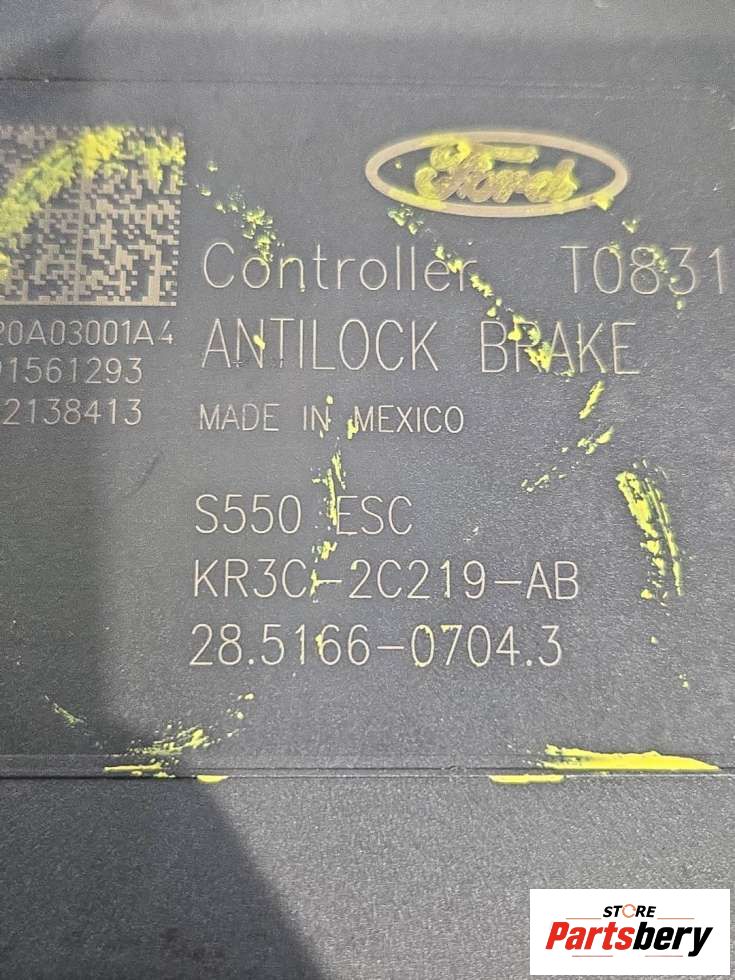 Ford
Controller T0831
20A03001A4
ANTILOCK BRAKE
1561293
2138413
MADE IN MEXICO
S550 ESC
KR3C-2C219-AB
28.5166-0704.3
STORE
Partsbery